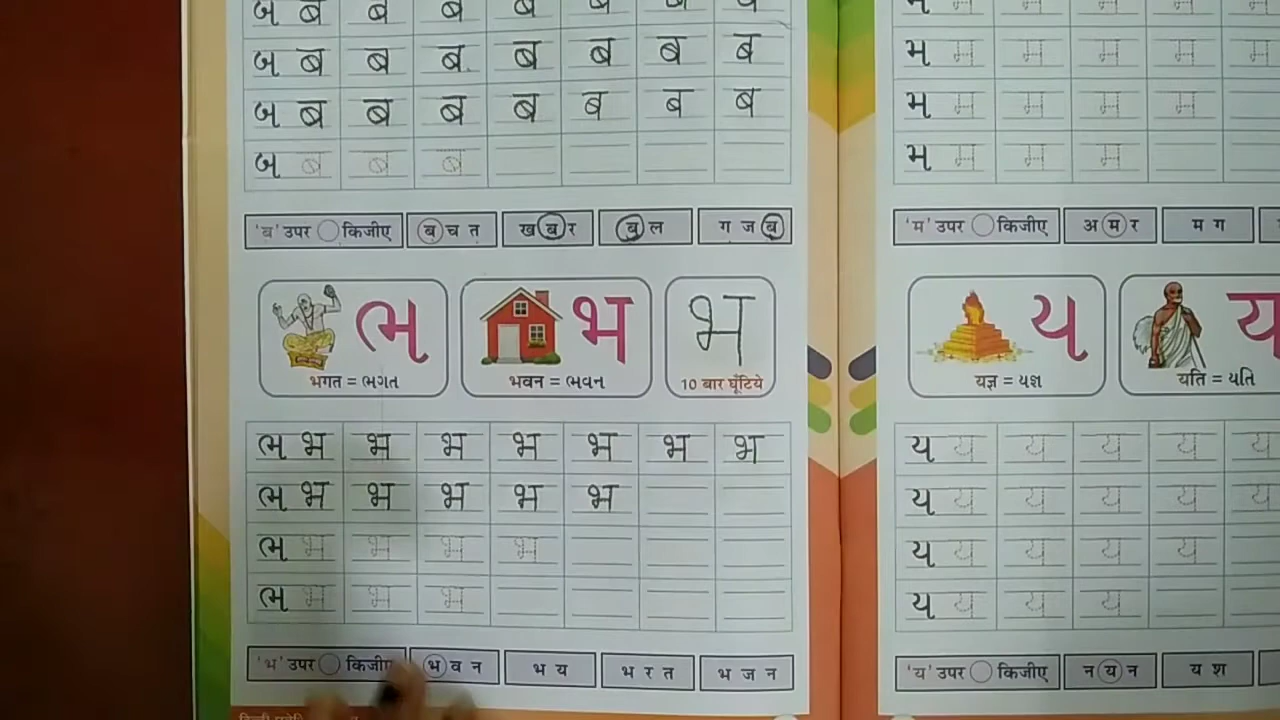 બ ब ब ब ब ब ब ब
બ ब ब ब ब ब ब ब
બ ब ब ब ब ब ब ब
બ ब ब ब
'ब' उपर ○ किजीए ब च त ख ब र ब ल ग ज ब
ભ भ भ
भगत = ભગત भवन = ભવન 10 बार घूँटिये
ભ भ भ भ भ भ भ भ
ભ भ भ भ भ भ
ભ भ भ भ भ
ભ भ भ भ
'भ' उपर ○ किजीए भ व न भ य भ र त भ ज न
મ म म म म
મ म म म म म
મ म म म म
મ म म म
'म' उपर ○ किजीए अ म र म ग
ય य
यज्ञ = યજ્ઞ यति = યતિ
ય य य य य य
ય य य य य य
ય य य य य
ય य य य
'य' उपर ○ किजीए न य न य श